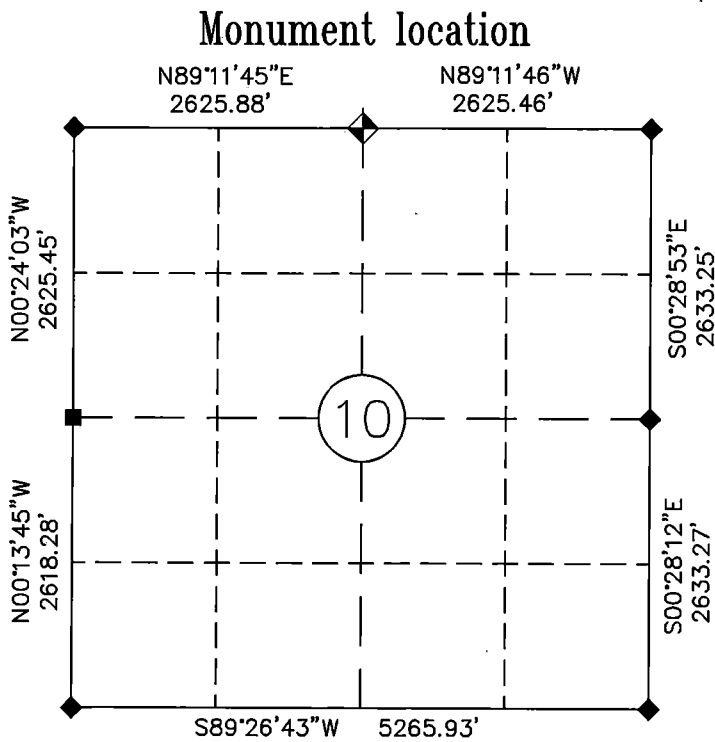 Monument location
N89°11'45"E
2625.88'
N89°11'46"W
2625.46'
N00°24'03"W
2625.45'
S00°28'53"E
2633.25'
10
N00°13'45"W
2618.28'
S00°28'12"E
2633.27'
S89°26'43"W 5265.93'